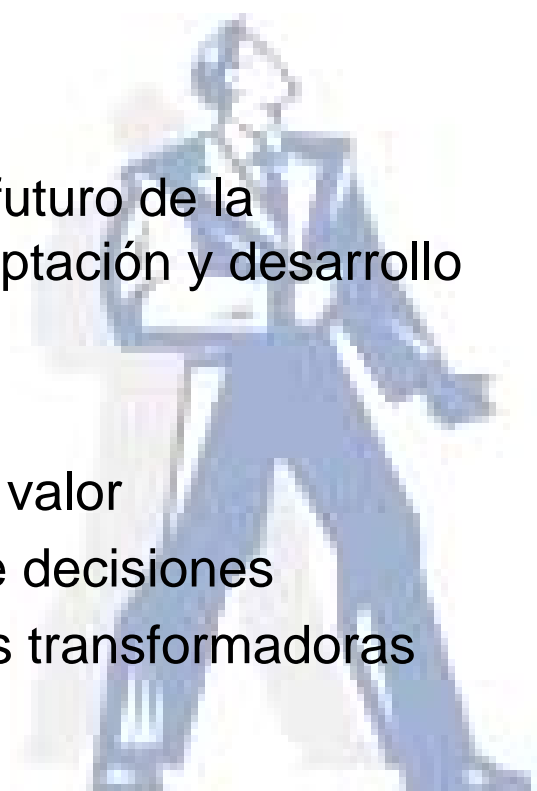 futuro de la
ptación y desarrollo
valor
e decisiones
s transformadoras